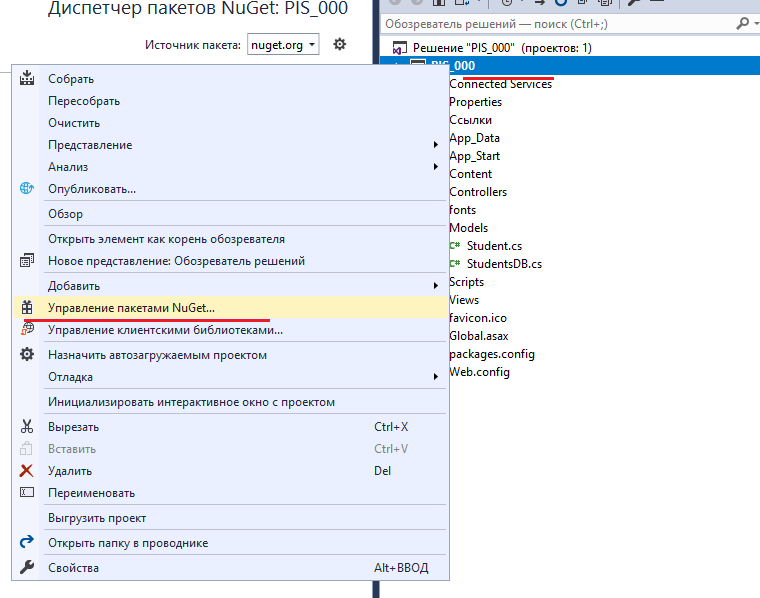 Диспетчер пакетов NuGet: PIS_000
Источник пакета: nuget.org
Обозреватель решений — поиск (Ctrl+;)
Решение "PIS_000" (проектов: 1)
PIS_000
Connected Services
Properties
Ссылки
App_Data
App_Start
Content
Controllers
fonts
Models
C# Student.cs
C# StudentsDB.cs
Scripts
Views
favicon.ico
Global.asax
packages.config
Web.config
Собрать
Пересобрать
Очистить
Представление
Анализ
Опубликовать...
Обзор
Открыть элемент как корень обозревателя
Новое представление: Обозреватель решений
Добавить
Управление пакетами NuGet...
Управление клиентскими библиотеками...
Назначить автозагружаемым проектом
Отладка
Инициализировать интерактивное окно с проектом
Вырезать Ctrl+X
Вставить Ctrl+V
Удалить Del
Переименовать
Выгрузить проект
Открыть папку в проводнике
Свойства Alt+ВВОД